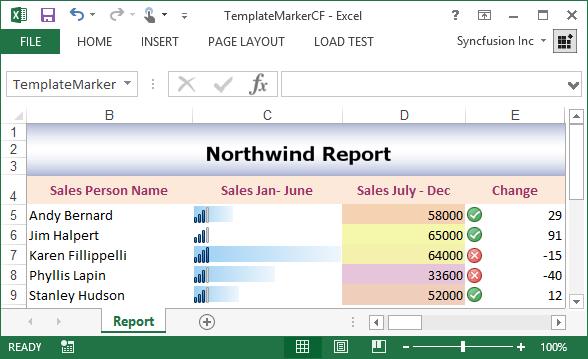 TemplateMarkerCF - Excel
FILE HOME INSERT PAGE LAYOUT LOAD TEST Syncfusion Inc
TemplateMarker fx
B C D E
1
2 Northwind Report
3
4 Sales Person Name Sales Jan- June Sales July - Dec Change
5 Andy Bernard 58000 29
6 Jim Halpert 65000 91
7 Karen Fillippelli 64000 -15
8 Phyllis Lapin 33600 -40
9 Stanley Hudson 52000 12
Report
READY 100%